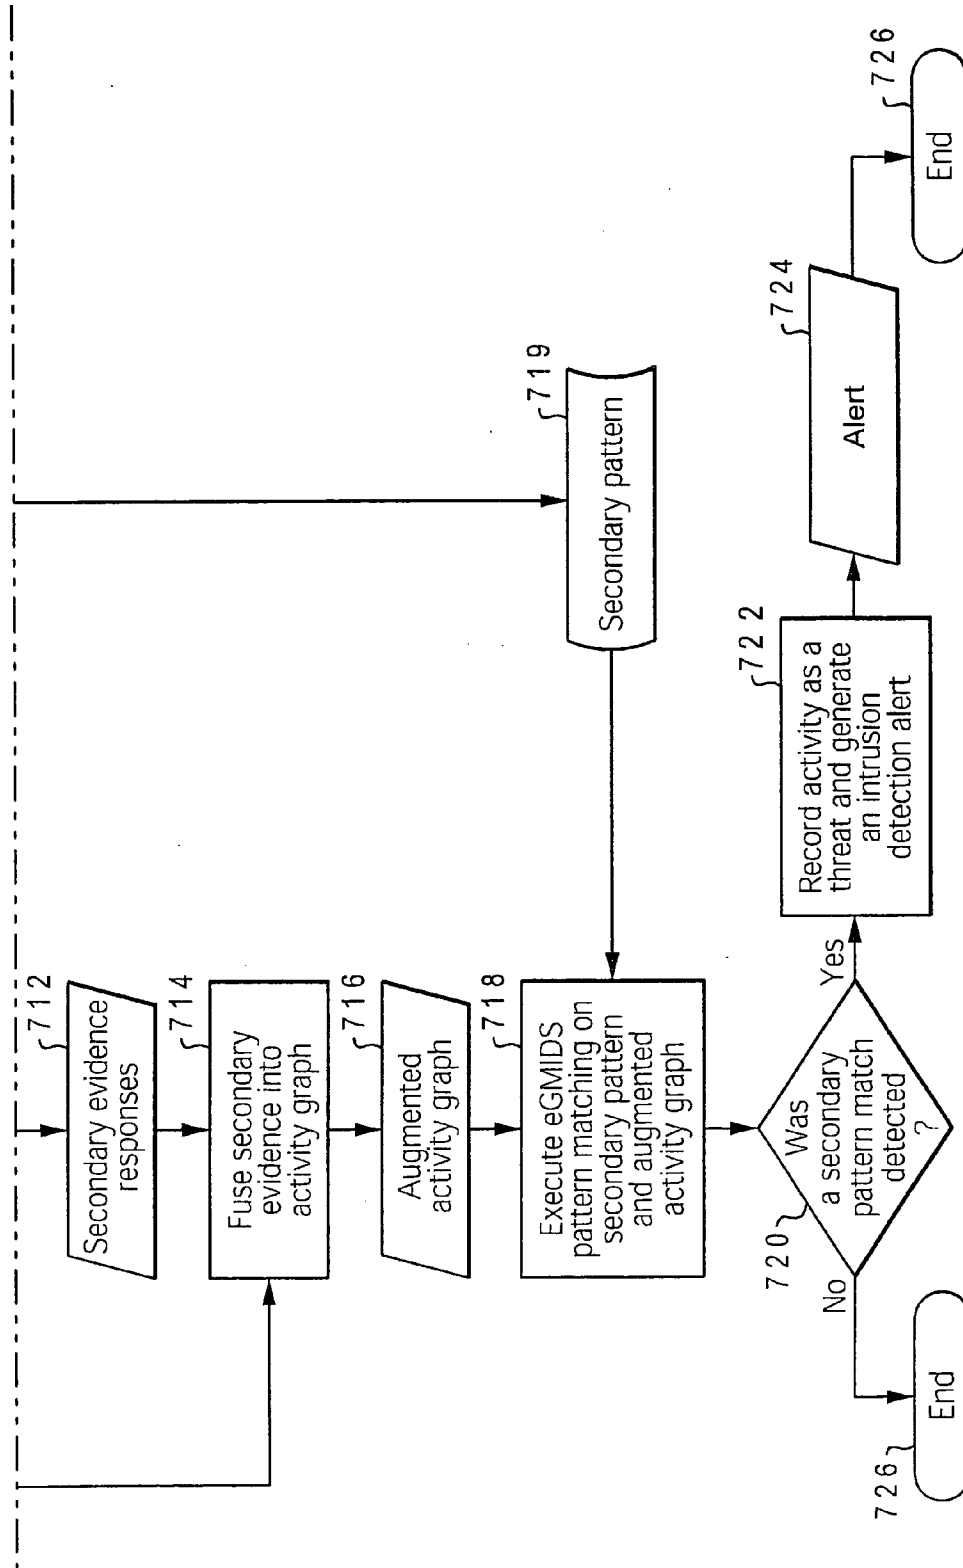 712
Secondary evidence
responses
714
Fuse secondary
evidence into
activity graph
716
Augmented
activity graph
718
Execute eGMIDS
pattern matching on
secondary pattern
and augmented
activity graph
719
Secondary pattern
720
Was
a secondary
pattern match
detected
?
No
726
End
Yes
722
Record activity as a
threat and generate
an intrusion
detection alert
724
Alert
726
End